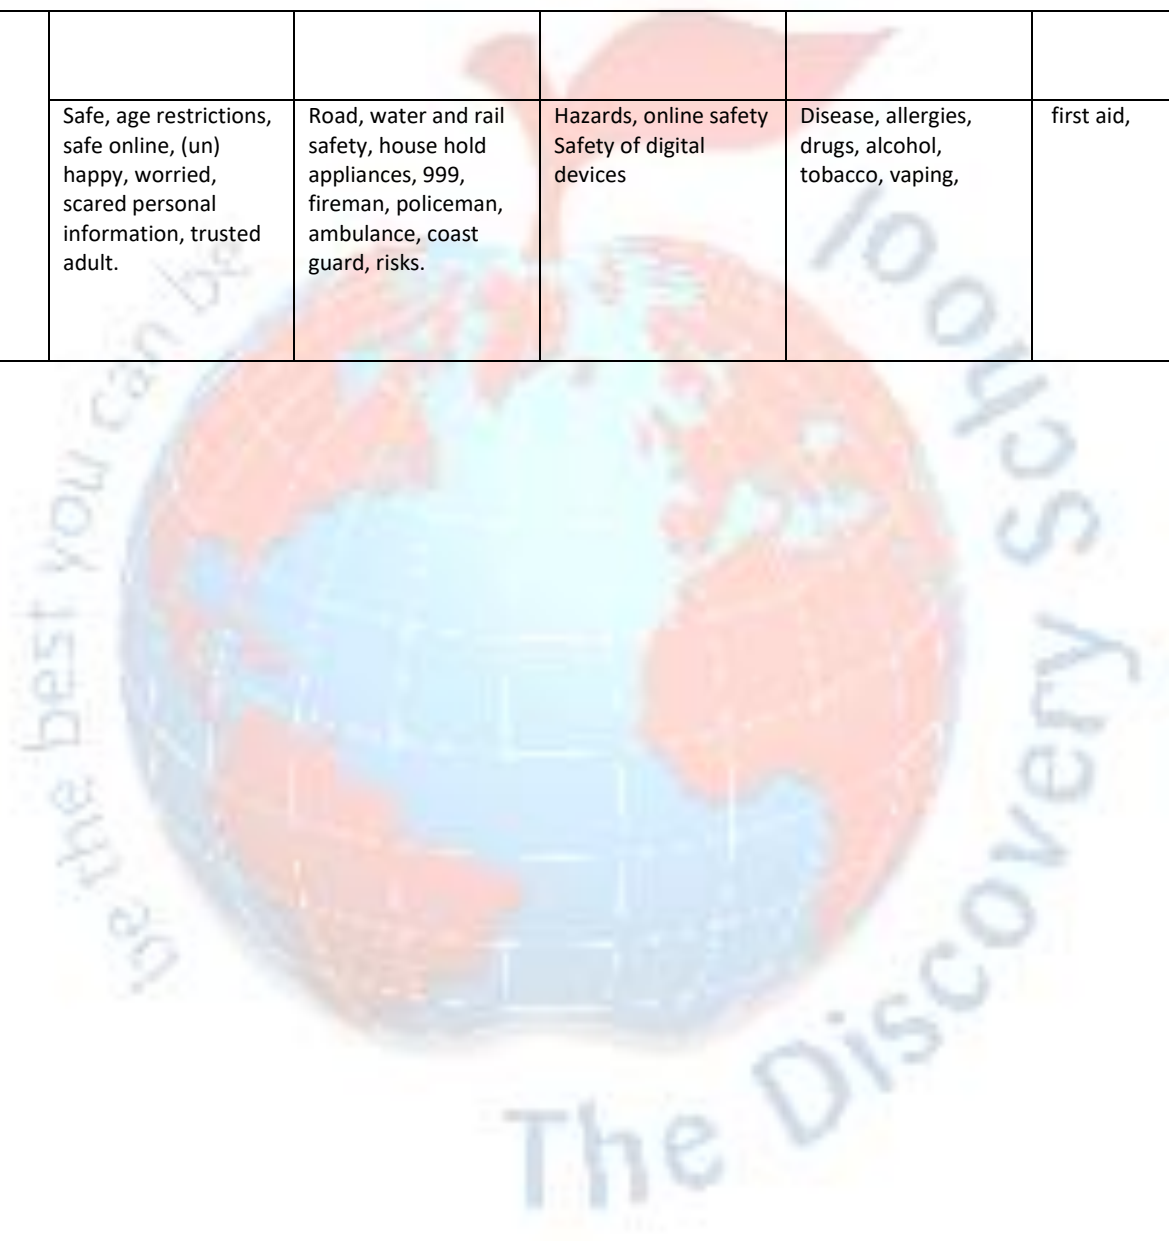 Safe, age restrictions,
safe online, (un)
happy, worried,
scared personal
information, trusted
adult.
Road, water and rail
safety, house hold
appliances, 999,
fireman, policeman,
ambulance, coast
guard, risks.
Hazards, online safety
Safety of digital
devices
Disease, allergies,
drugs, alcohol,
tobacco, vaping,
first aid,
be the best you can be
The Discovery School